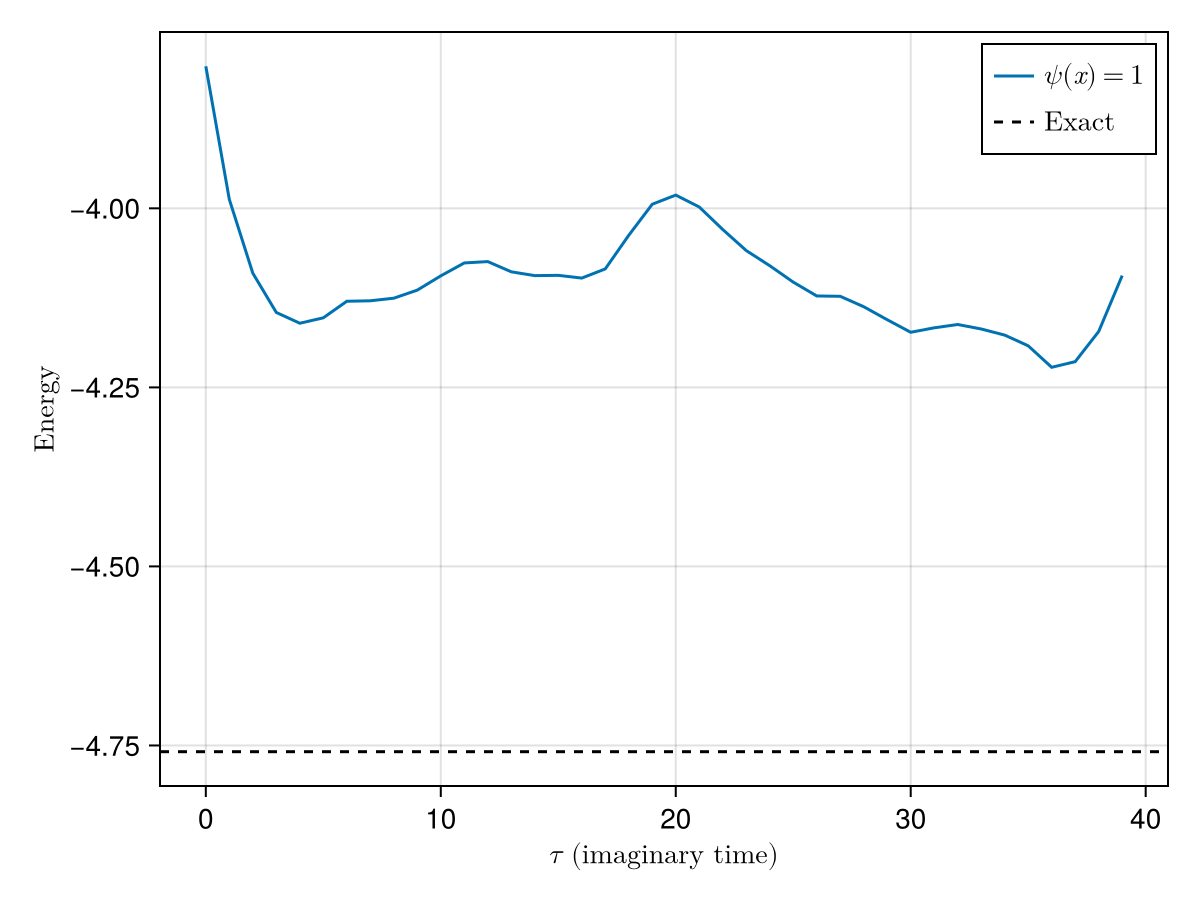 ψ(x) = 1
Exact
−4.00
−4.25
−4.50
−4.75
Energy
0 10 20 30 40
τ (imaginary time)